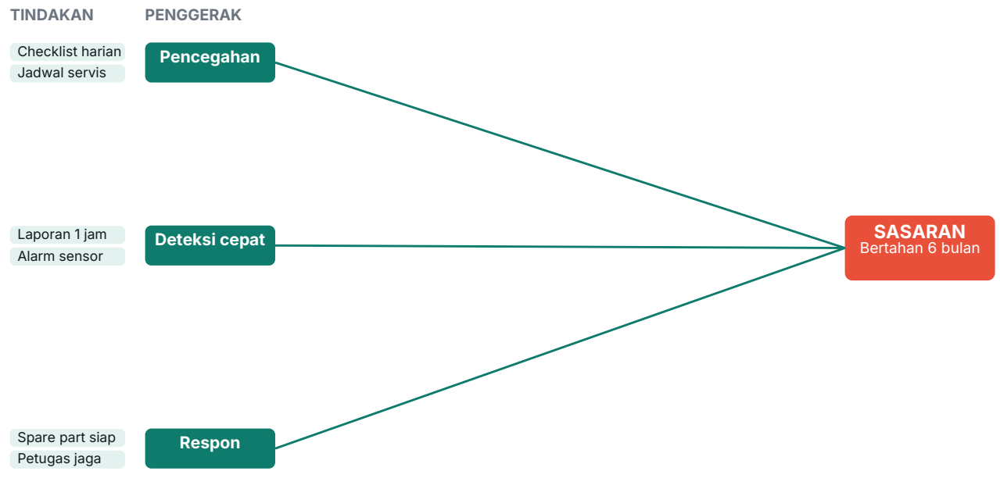 TINDAKAN
PENGGERAK
Checklist harian
Jadwal servis
Pencegahan
Laporan 1 jam
Alarm sensor
Deteksi cepat
SASARAN
Bertahan 6 bulan
Spare part siap
Petugas jaga
Respon